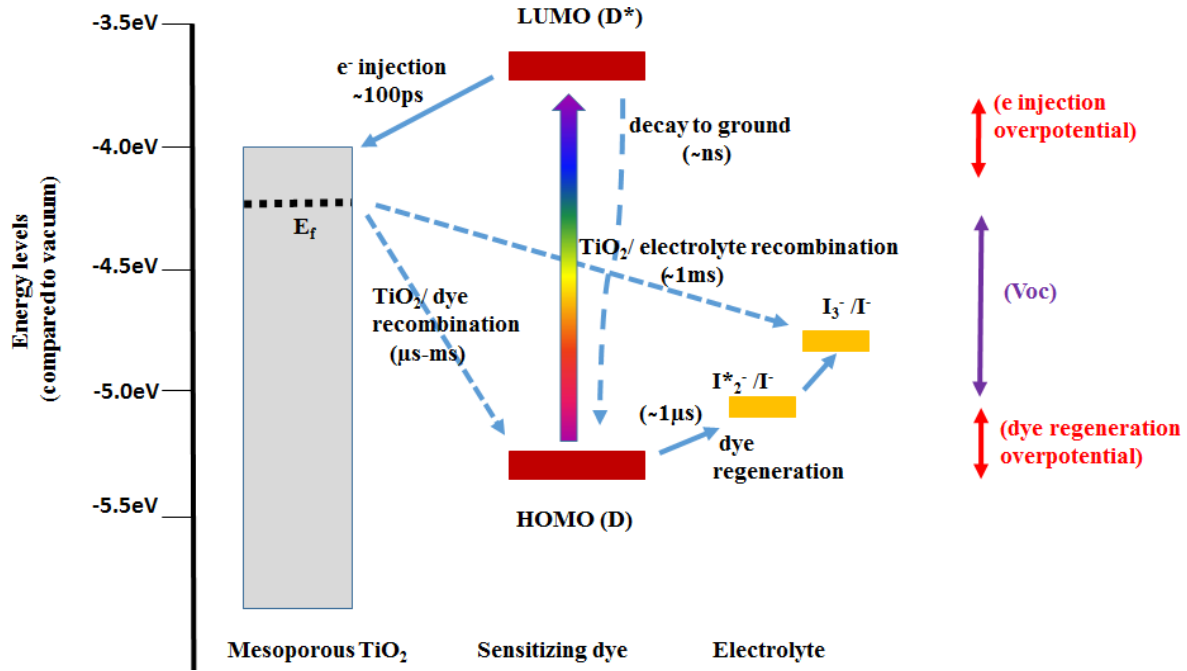 -3.5eV
LUMO (D*)
e⁻ injection
~100ps
decay to ground
(~ns)
(e injection
overpotential)
-4.0eV
E_f
-4.5eV
TiO₂/ electrolyte recombination
(~1ms)
TiO₂/ dye
recombination
(µs-ms)
(Voc)
I₃⁻ /I⁻
-5.0eV
I*₂⁻ /I⁻
(~1µs)
dye
regeneration
(dye regeneration
overpotential)
-5.5eV
HOMO (D)
Energy levels
(compared to vacuum)
Mesoporous TiO₂
Sensitizing dye
Electrolyte